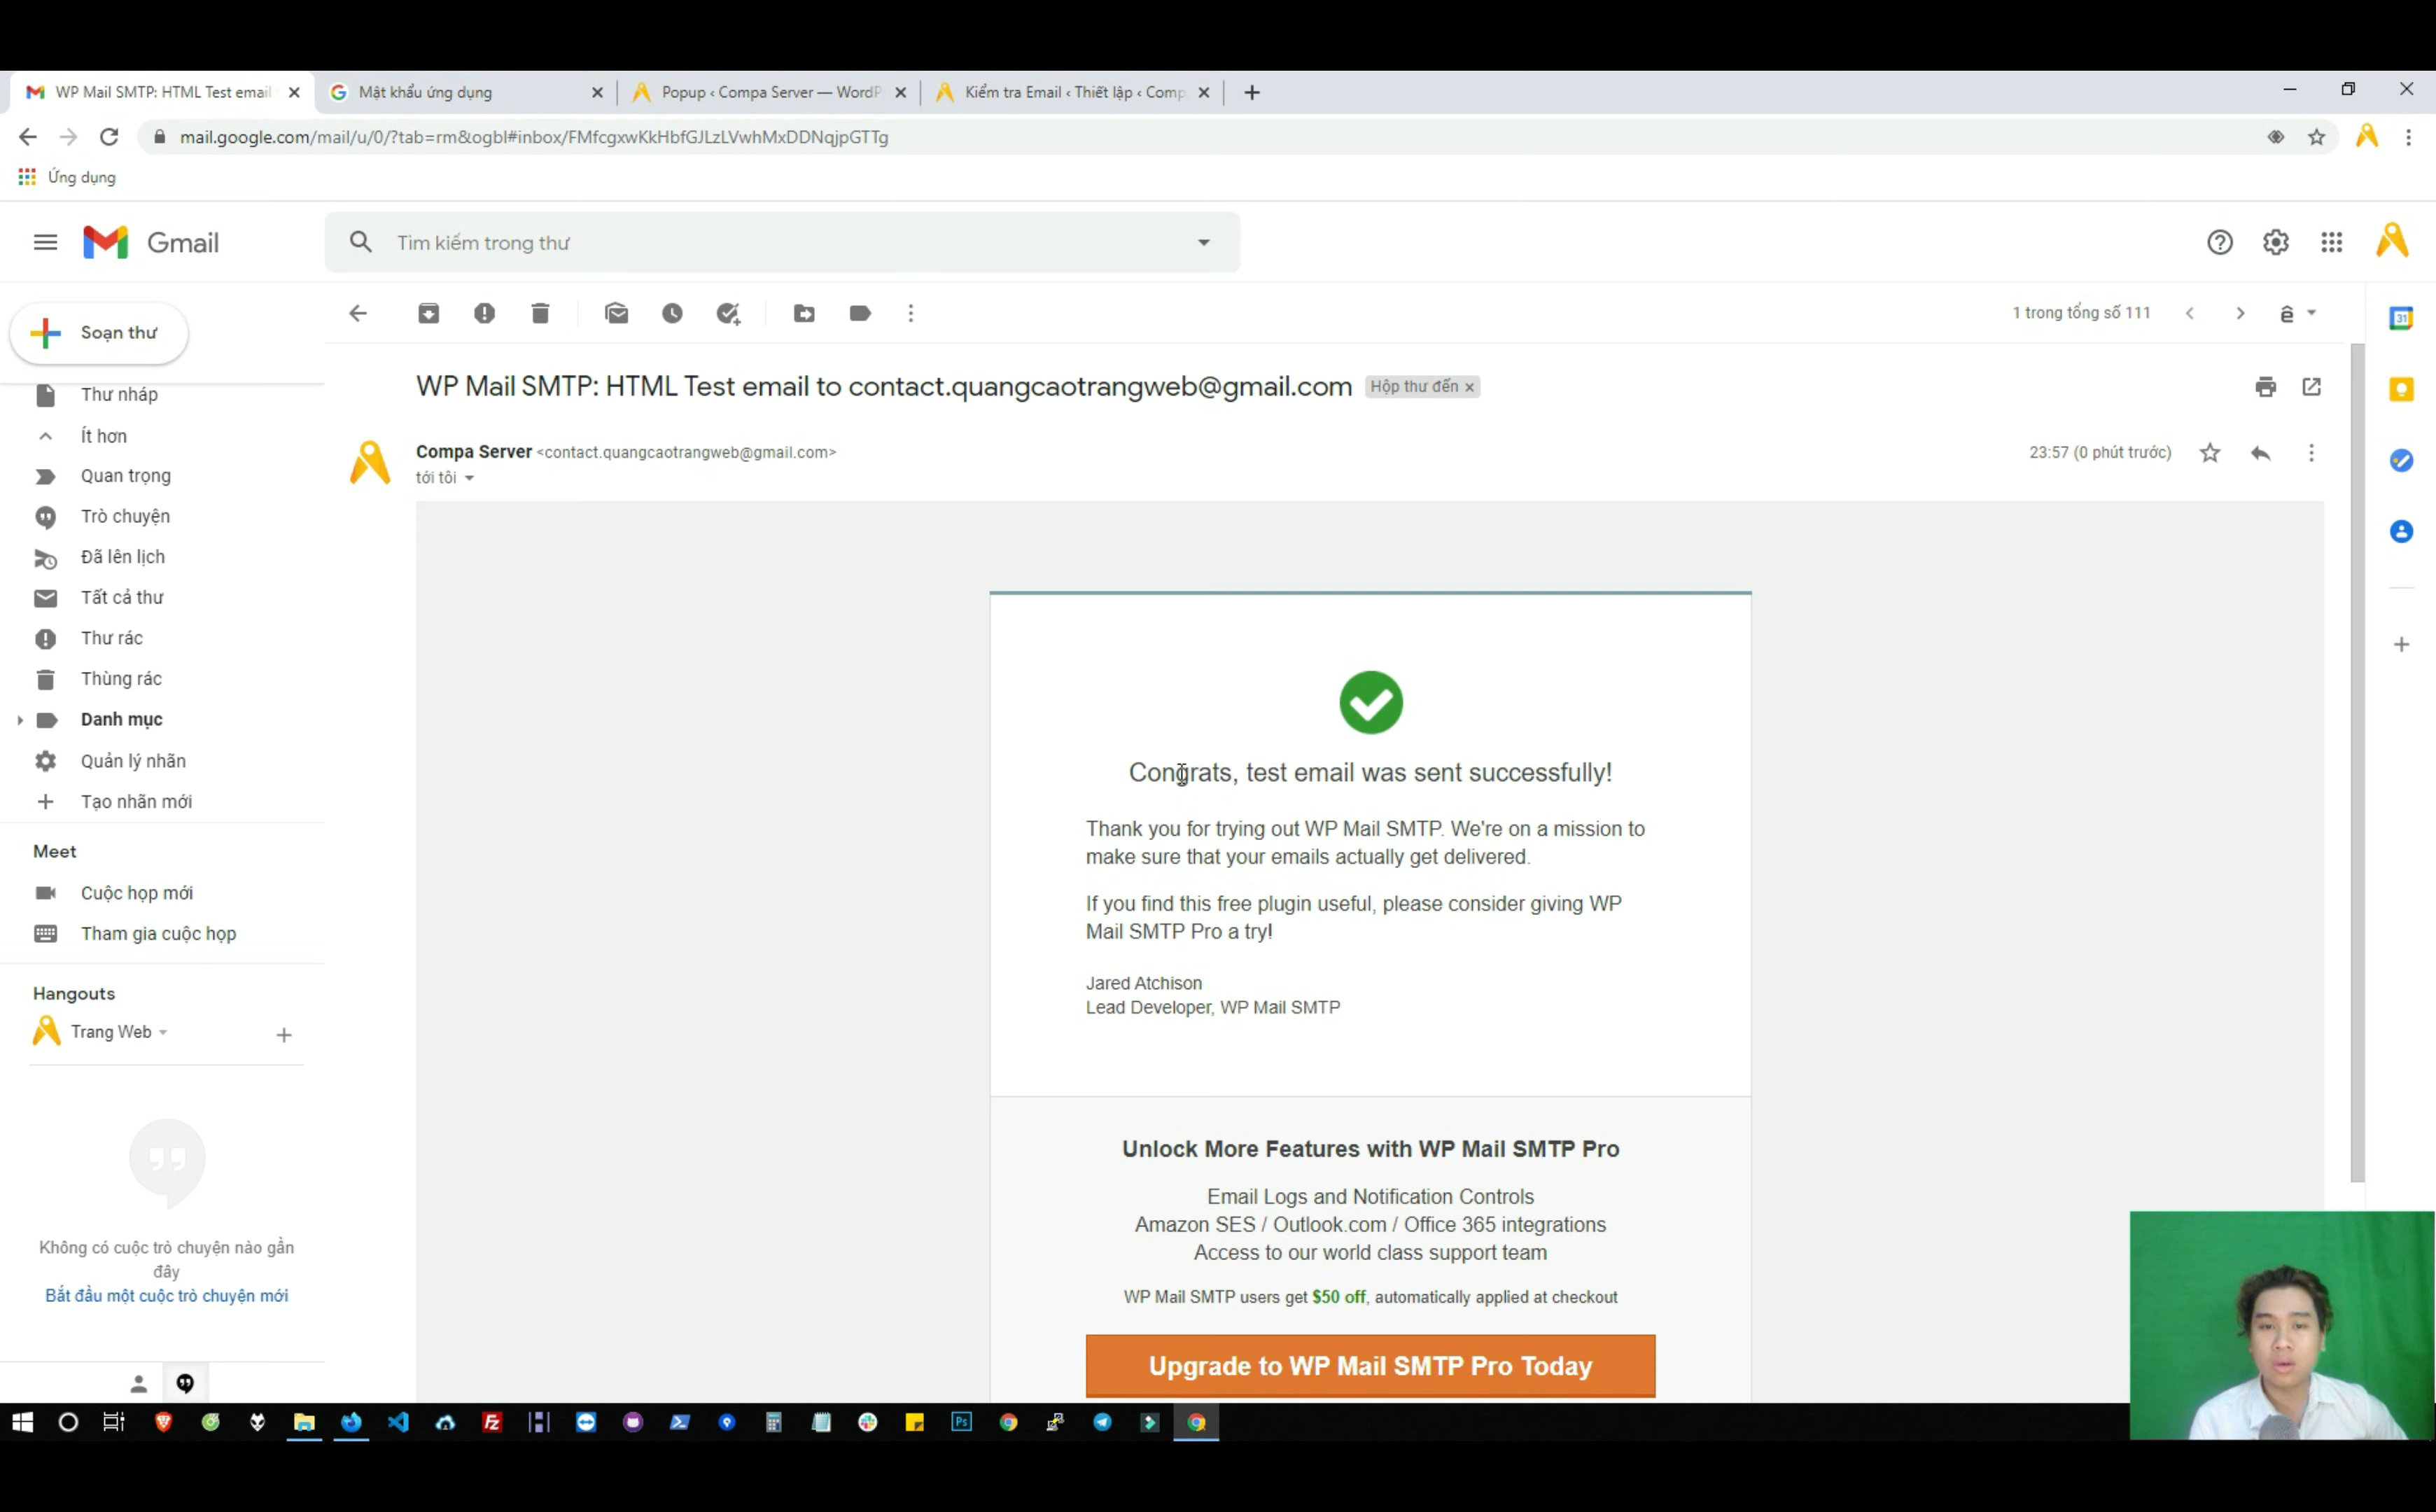 WP Mail SMTP: HTML Test email
Mật khẩu ứng dụng
Popup ‹ Compa Server — WordP
Kiểm tra Email ‹ Thiết lập ‹ Comp
mail.google.com/mail/u/0/?tab=rm&ogbl#inbox/FMfcgxwKkHbfGJLzLVwhMxDDNqjpGTTg
Ứng dụng
Gmail
Tìm kiếm trong thư
Soạn thư
1 trong tổng số 111
ê
WP Mail SMTP: HTML Test email to contact.quangcaotrangweb@gmail.com
Hộp thư đến ×
Compa Server <contact.quangcaotrangweb@gmail.com>
23:57 (0 phút trước)
tới tôi
Thư nháp
Ít hơn
Quan trọng
Trò chuyện
Đã lên lịch
Tất cả thư
Thư rác
Thùng rác
Danh mục
Quản lý nhãn
Tạo nhãn mới
Meet
Cuộc họp mới
Tham gia cuộc họp
Hangouts
Trang Web
Không có cuộc trò chuyện nào gần
đây
Bắt đầu một cuộc trò chuyện mới
Congrats, test email was sent successfully!
Thank you for trying out WP Mail SMTP. We're on a mission to
make sure that your emails actually get delivered.
If you find this free plugin useful, please consider giving WP
Mail SMTP Pro a try!
Jared Atchison
Lead Developer, WP Mail SMTP
Unlock More Features with WP Mail SMTP Pro
Email Logs and Notification Controls
Amazon SES / Outlook.com / Office 365 integrations
Access to our world class support team
WP Mail SMTP users get $50 off, automatically applied at checkout
Upgrade to WP Mail SMTP Pro Today
31
Fz
Ps